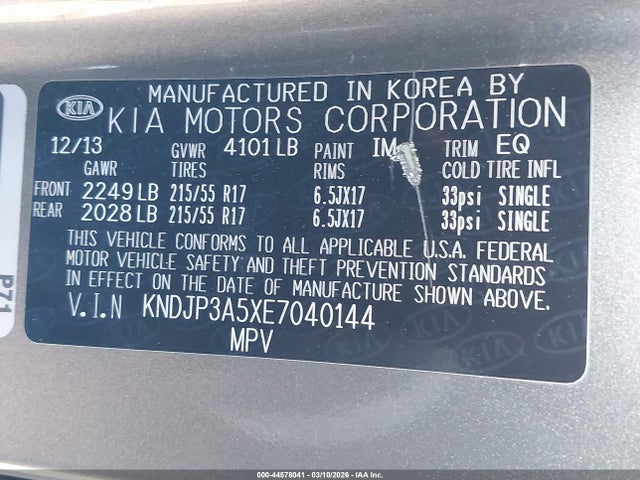 MANUFACTURED IN KOREA BY
KIA KIA MOTORS CORPORATION
12/13 GVWR 4101 LB PAINT IM TRIM EQ
GAWR TIRES RIMS COLD TIRE INFL
FRONT 2249 LB 215/55 R17 6.5JX17 33psi SINGLE
REAR 2028 LB 215/55 R17 6.5JX17 33psi SINGLE
THIS VEHICLE CONFORMS TO ALL APPLICABLE U.S.A. FEDERAL
MOTOR VEHICLE SAFETY AND THEFT PREVENTION STANDARDS
IN EFFECT ON THE DATE OF MANUFACTURE SHOWN ABOVE.
V.I.N KNDJP3A5XE7040144
MPV
P71
000-44578041 - 03/10/2026 - IAA Inc.